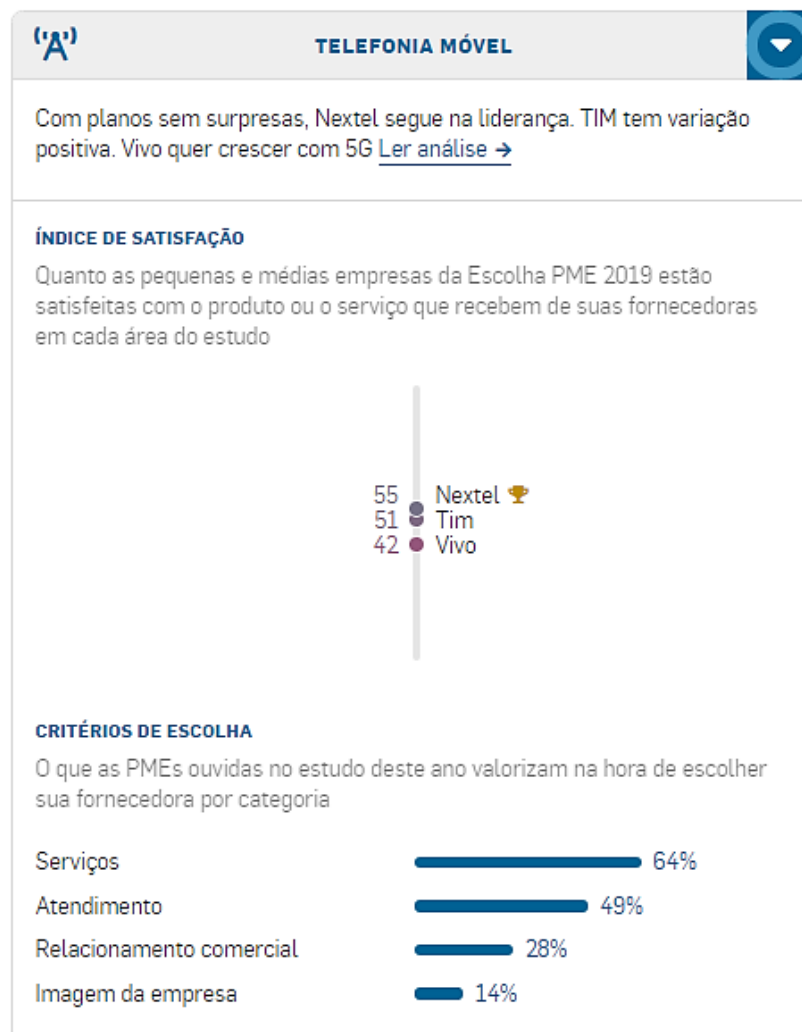 TELEFONIA MÓVEL
Com planos sem surpresas, Nextel segue na liderança. TIM tem variação
positiva. Vivo quer crescer com 5G Ler análise →
ÍNDICE DE SATISFAÇÃO
Quanto as pequenas e médias empresas da Escolha PME 2019 estão
satisfeitas com o produto ou o serviço que recebem de suas fornecedoras
em cada área do estudo
55 Nextel
51 Tim
42 Vivo
CRITÉRIOS DE ESCOLHA
O que as PMEs ouvidas no estudo deste ano valorizam na hora de escolher
sua fornecedora por categoria
Serviços 64%
Atendimento 49%
Relacionamento comercial 28%
Imagem da empresa 14%